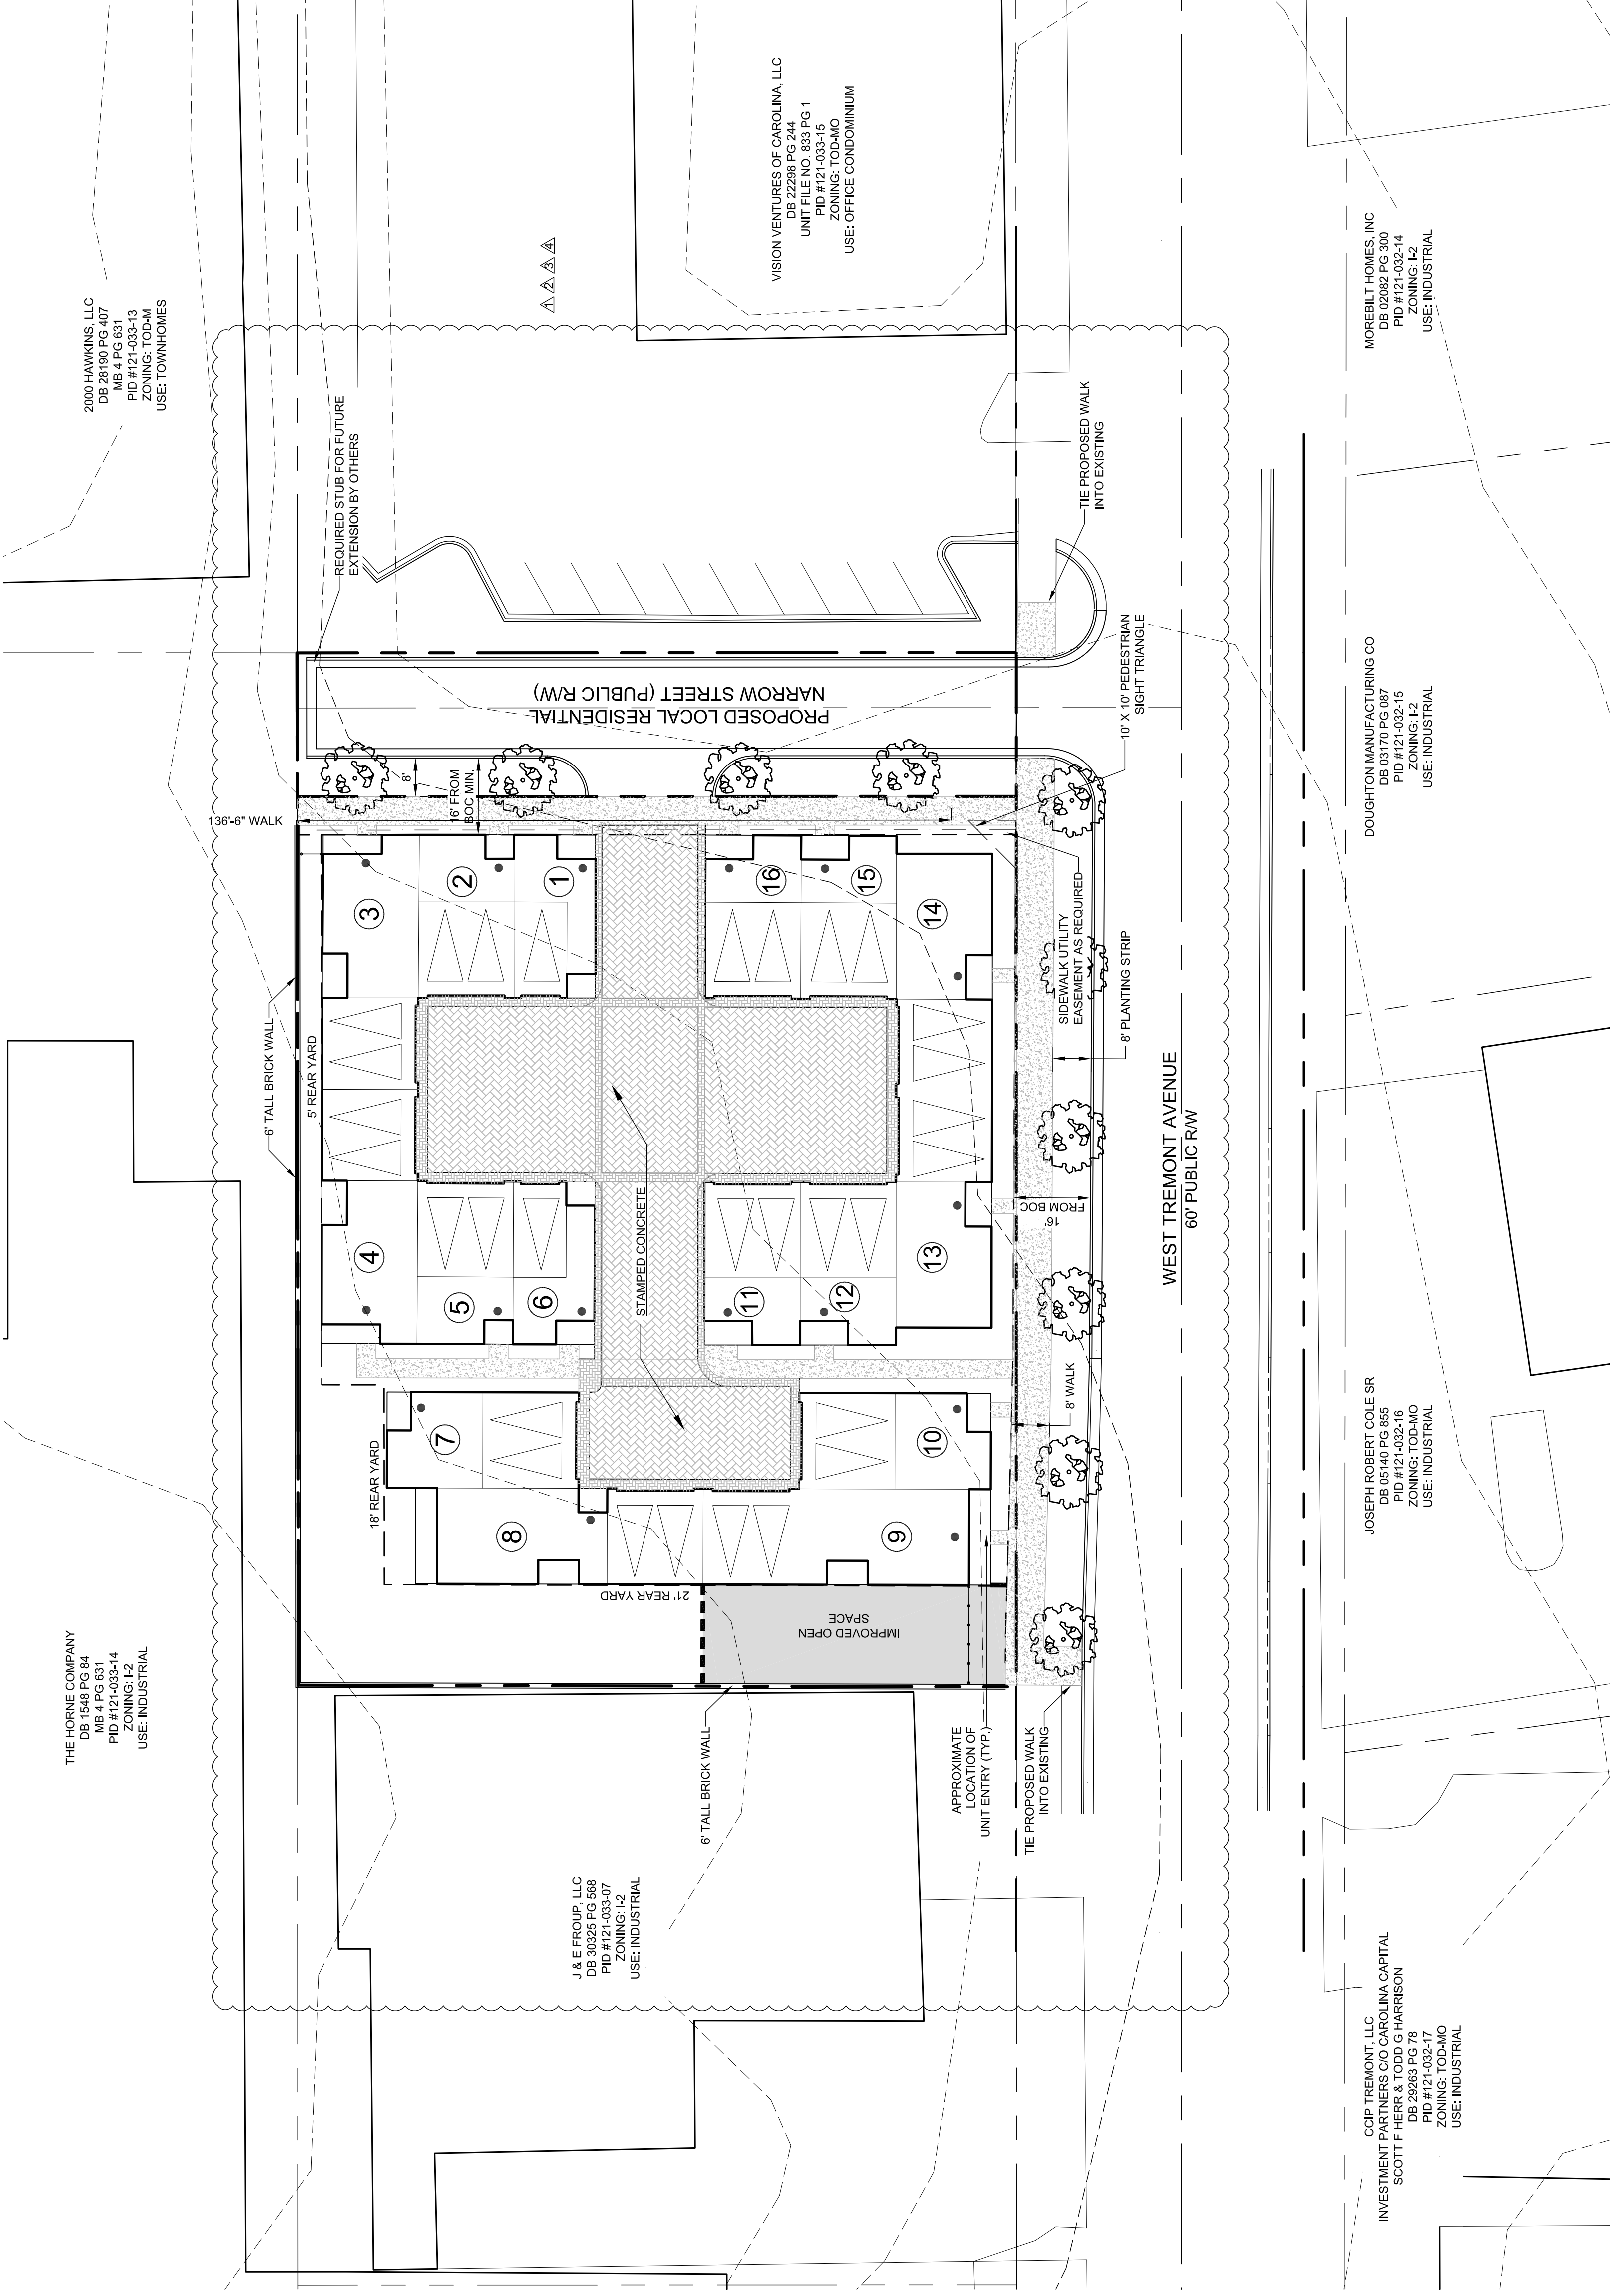 2000 HAWKINS, LLC
DB 28190 PG 407
MB 4 PG 631
PID #121-033-13
ZONING: TOD-M
USE: TOWNHOMES
1
2
3
4
VISION VENTURES OF CAROLINA, LLC
DB 22298 PG 244
UNIT FILE NO. 833 PG 1
PID #121-033-15
ZONING: TOD-MO
USE: OFFICE CONDOMINIUM
REQUIRED STUB FOR FUTURE
EXTENSION BY OTHERS
TIE PROPOSED WALK
INTO EXISTING
PROPOSED LOCAL RESIDENTIAL
NARROW STREET (PUBLIC R/W)
10' X 10' PEDESTRIAN
SIGHT TRIANGLE
136'-6" WALK
8'
16' FROM
BOC MIN.
3
2
1
16
15
14
6' TALL BRICK WALL
5' REAR YARD
SIDEWALK UTILITY
EASEMENT AS REQUIRED
8' PLANTING STRIP
STAMPED CONCRETE
16'
FROM BOC
4
5
6
11
12
13
WEST TREMONT AVENUE
60' PUBLIC R/W
8' WALK
18' REAR YARD
7
10
8
9
21' REAR YARD
IMPROVED OPEN
SPACE
6' TALL BRICK WALL
APPROXIMATE
LOCATION OF
UNIT ENTRY (TYP.)
TIE PROPOSED WALK
INTO EXISTING
THE HORNE COMPANY
DB 1548 PG 84
MB 4 PG 631
PID #121-033-14
ZONING: I-2
USE: INDUSTRIAL
J & E FROUP, LLC
DB 30325 PG 568
PID #121-033-07
ZONING: I-2
USE: INDUSTRIAL
MOREBILT HOMES, INC
DB 02082 PG 300
PID #121-032-14
ZONING: I-2
USE: INDUSTRIAL
DOUGHTON MANUFACTURING CO
DB 03170 PG 087
PID #121-032-15
ZONING: I-2
USE: INDUSTRIAL
JOSEPH ROBERT COLE SR
DB 05140 PG 855
PID #121-032-16
ZONING: TOD-MO
USE: INDUSTRIAL
CCIP TREMONT, LLC
INVESTMENT PARTNERS C/O CAROLINA CAPITAL
SCOTT F HERR & TODD G HARRISON
DB 29263 PG 78
PID #121-032-17
ZONING: TOD-MO
USE: INDUSTRIAL